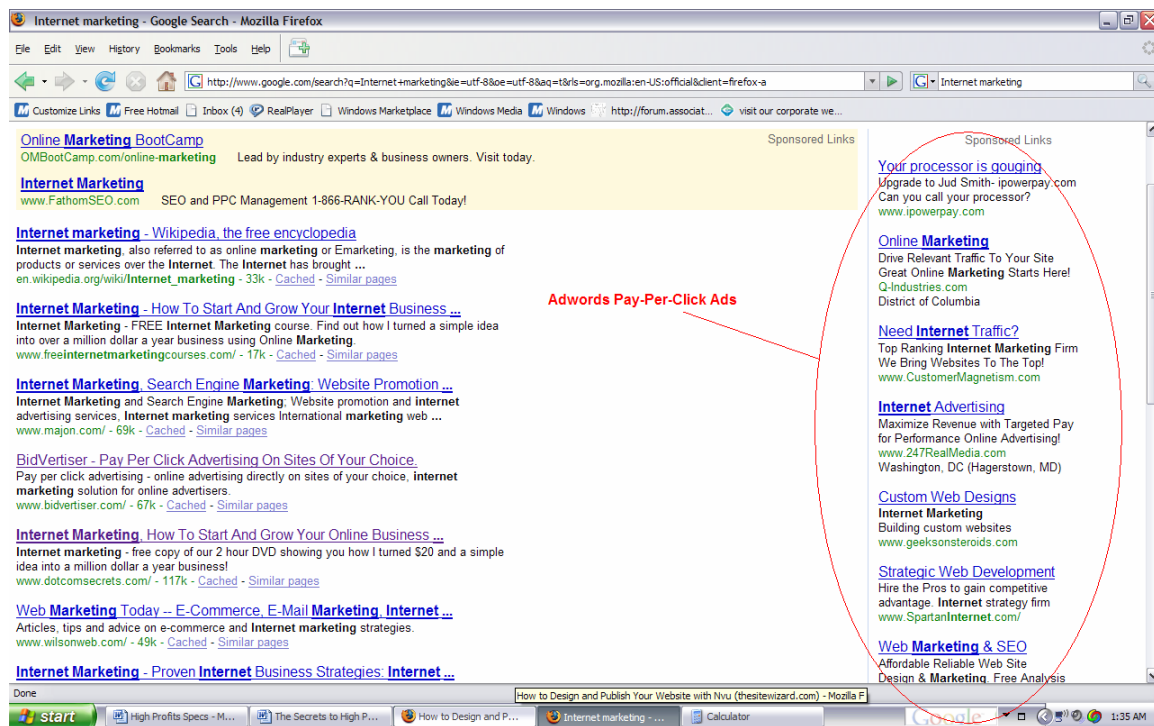 Internet marketing - Google Search - Mozilla Firefox
File Edit View History Bookmarks Tools Help
http://www.google.com/search?q=Internet+marketing&ie=utf-8&oe=utf-8&aq=t&rls=org.mozilla:en-US:official&client=firefox-a
G Internet marketing
Customize Links Free Hotmail Inbox (4) RealPlayer Windows Marketplace Windows Media Windows http://forum.associat... visit our corporate we...
Online Marketing BootCamp
Sponsored Links
OMBootCamp.com/online-marketing Lead by industry experts & business owners. Visit today.
Internet Marketing
www.FathomSEO.com SEO and PPC Management 1-866-RANK-YOU Call Today!
Internet marketing - Wikipedia, the free encyclopedia
Internet marketing, also referred to as online marketing or Emarketing, is the marketing of
products or services over the Internet. The Internet has brought ...
en.wikipedia.org/wiki/Internet_marketing - 33k - Cached - Similar pages
Internet Marketing - How To Start And Grow Your Internet Business ...
Internet Marketing - FREE Internet Marketing course. Find out how I turned a simple idea
into over a million dollar a year business using Online Marketing.
www.freeinternetmarketingcourses.com/ - 17k - Cached - Similar pages
Internet Marketing, Search Engine Marketing: Website Promotion ...
Internet Marketing and Search Engine Marketing; Website promotion and internet
advertising services, Internet marketing services International marketing web ...
www.majon.com/ - 69k - Cached - Similar pages
BidVertiser - Pay Per Click Advertising On Sites Of Your Choice.
Pay per click advertising - online advertising directly on sites of your choice, internet
marketing solution for online advertisers.
www.bidvertiser.com/ - 67k - Cached - Similar pages
Internet Marketing, How To Start And Grow Your Online Business ...
Internet marketing - free copy of our 2 hour DVD showing you how I turned $20 and a simple
idea into a million dollar a year business!
www.dotcomsecrets.com/ - 117k - Cached - Similar pages
Web Marketing Today -- E-Commerce, E-Mail Marketing, Internet ...
Articles, tips and advice on e-commerce and Internet marketing strategies.
www.wilsonweb.com/ - 49k - Cached - Similar pages
Internet Marketing - Proven Internet Business Strategies: Internet ...
Adwords Pay-Per-Click Ads
Sponsored Links
Your processor is gouging
Upgrade to Jud Smith- ipowerpay.com
Can you call your processor?
www.ipowerpay.com
Online Marketing
Drive Relevant Traffic To Your Site
Great Online Marketing Starts Here!
Q-Industries.com
District of Columbia
Need Internet Traffic?
Top Ranking Internet Marketing Firm
We Bring Websites To The Top!
www.CustomerMagnetism.com
Internet Advertising
Maximize Revenue with Targeted Pay
for Performance Online Advertising!
www.247RealMedia.com
Washington, DC (Hagerstown, MD)
Custom Web Designs
Internet Marketing
Building custom websites
www.geeksonsteroids.com
Strategic Web Development
Hire the Pros to gain competitive
advantage. Internet strategy firm
www.SpartanInternet.com/
Web Marketing & SEO
Affordable Reliable Web Site
Design & Marketing. Free Analysis
Done
How to Design and Publish Your Website with Nvu (thesitewizard.com) - Mozilla F
start High Profits Specs - M... The Secrets to High P... How to Design and P... Internet marketing - ... Calculator Google 1:35 AM